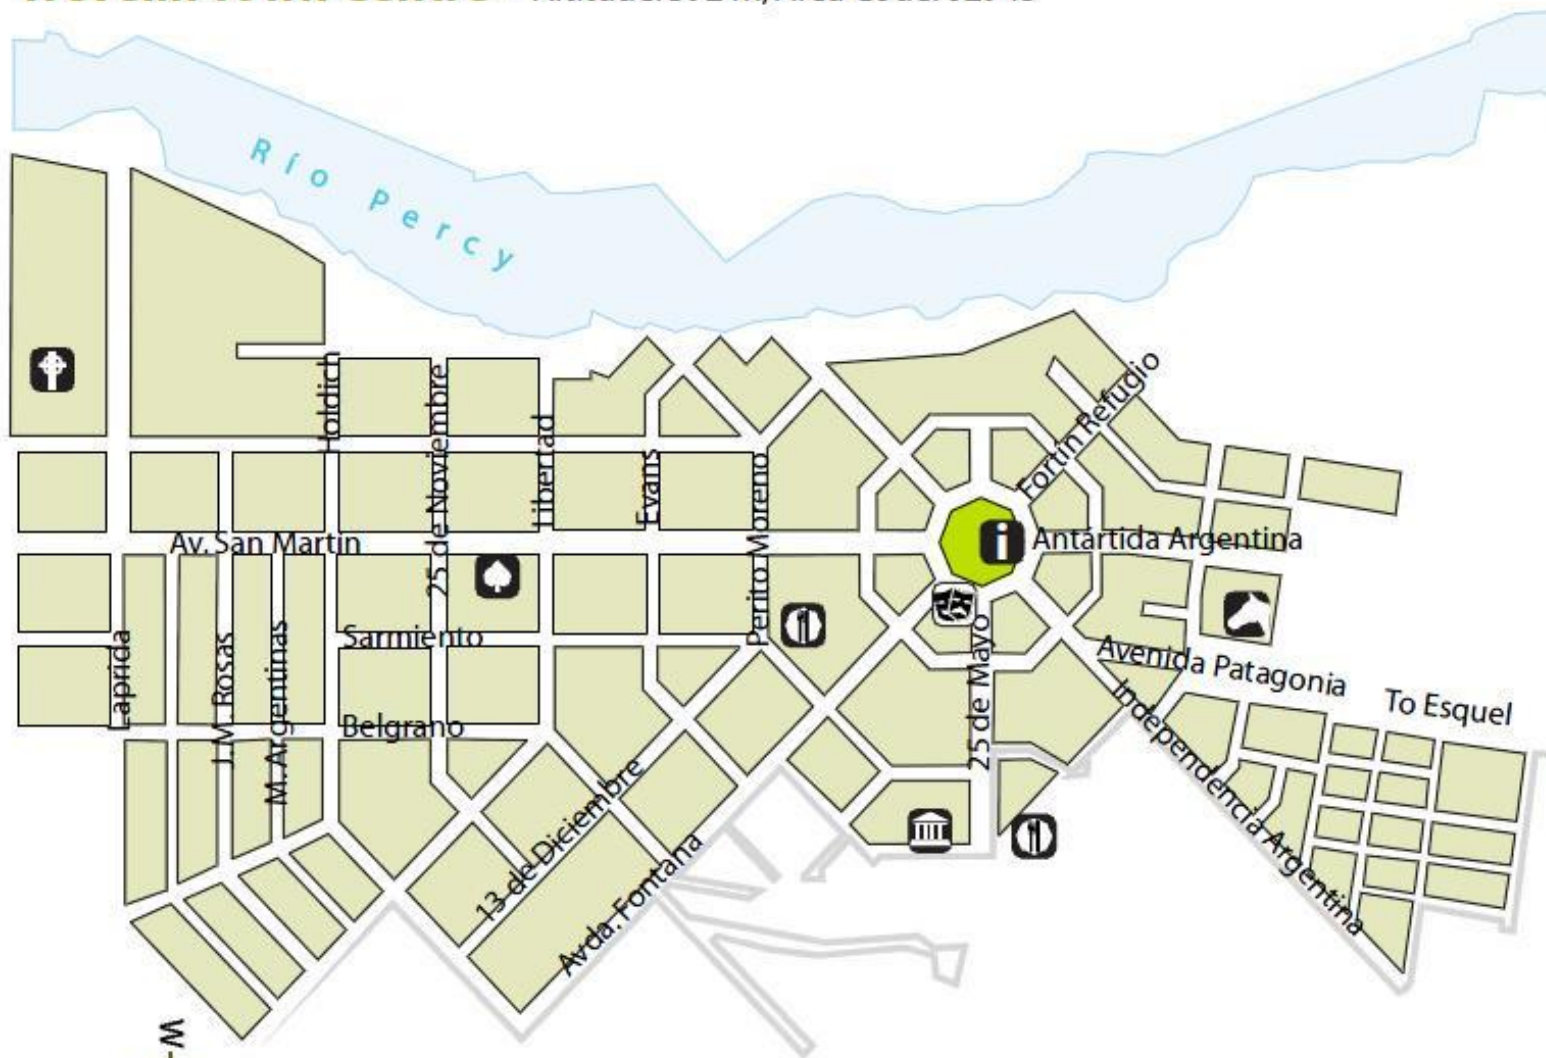 Río Percy
Holdich
25 de Noviembre
Libertad
Evans
Perito Moreno
Fortín Refugio
Av. San Martín
Antártida Argentina
Sarmiento
Laprida
J.M. Rosas
M. Argentinas
Belgrano
25 de Mayo
Avenida Patagonia
To Esquel
Independencia Argentina
13 de Diciembre
Avda. Fontana
i
W